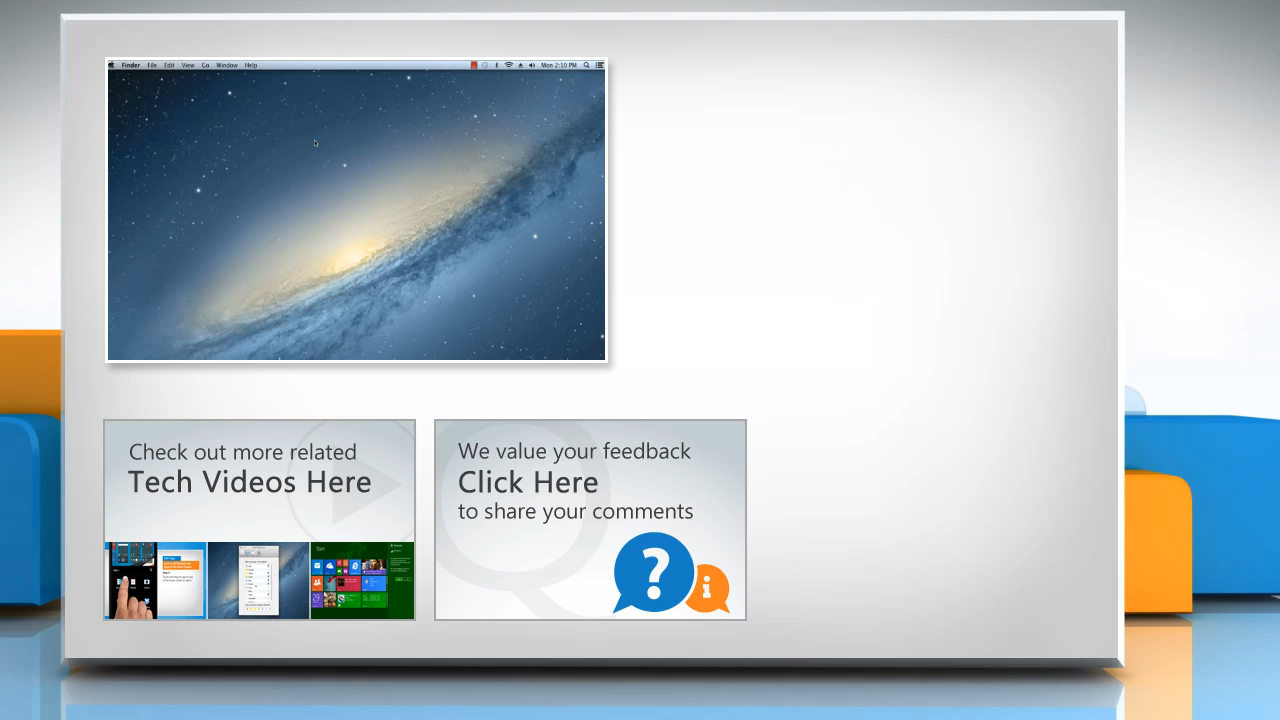 Finder File Edit View Go Window Help Mon 2:10 PM
Check out more related
Tech Videos Here
We value your feedback
Click Here
to share your comments
Start
? i